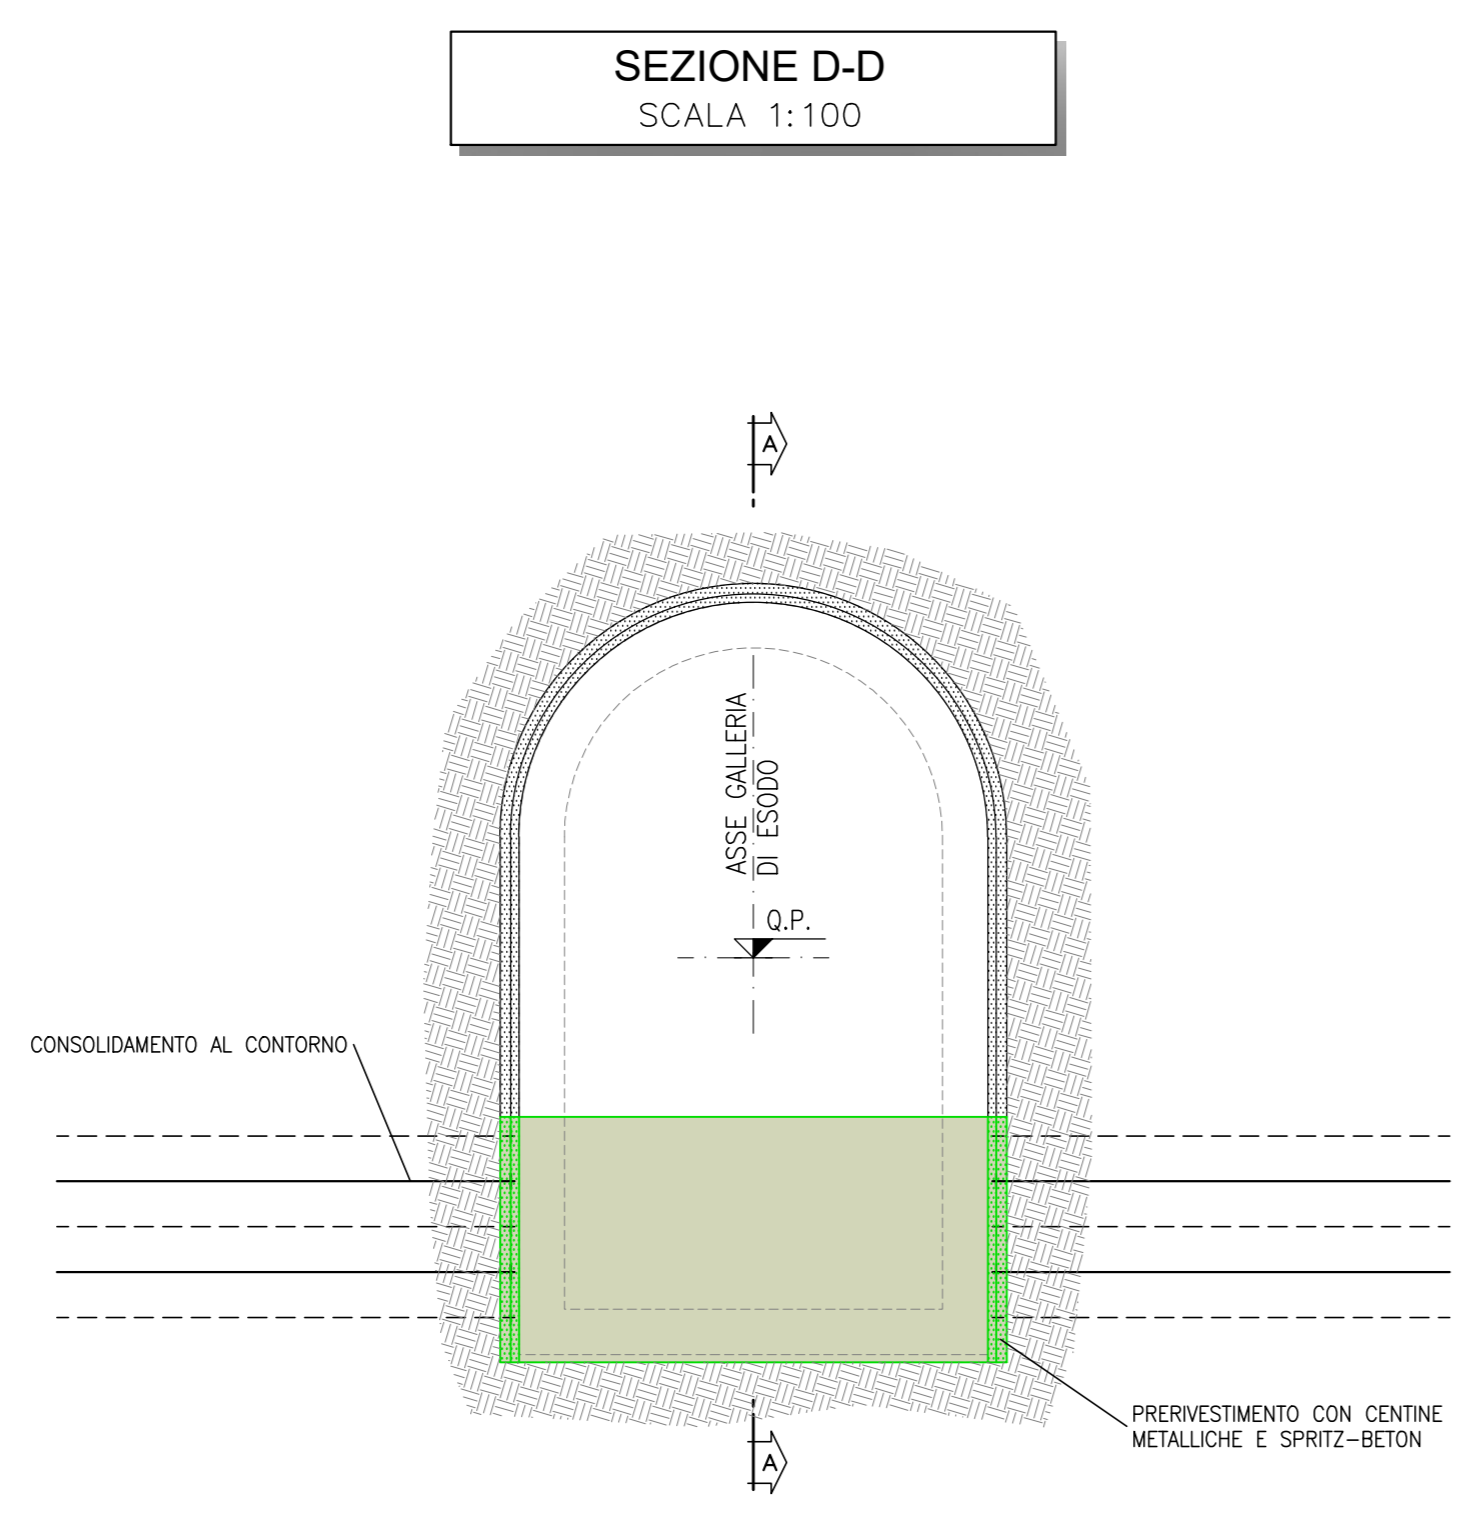 SEZIONE D-D
SCALA 1:100
A
ASSE GALLERIA
DI ESODO
Q.P.
CONSOLIDAMENTO AL CONTORNO
PRERIVESTIMENTO CON CENTINE
METALLICHE E SPRITZ-BETON
A